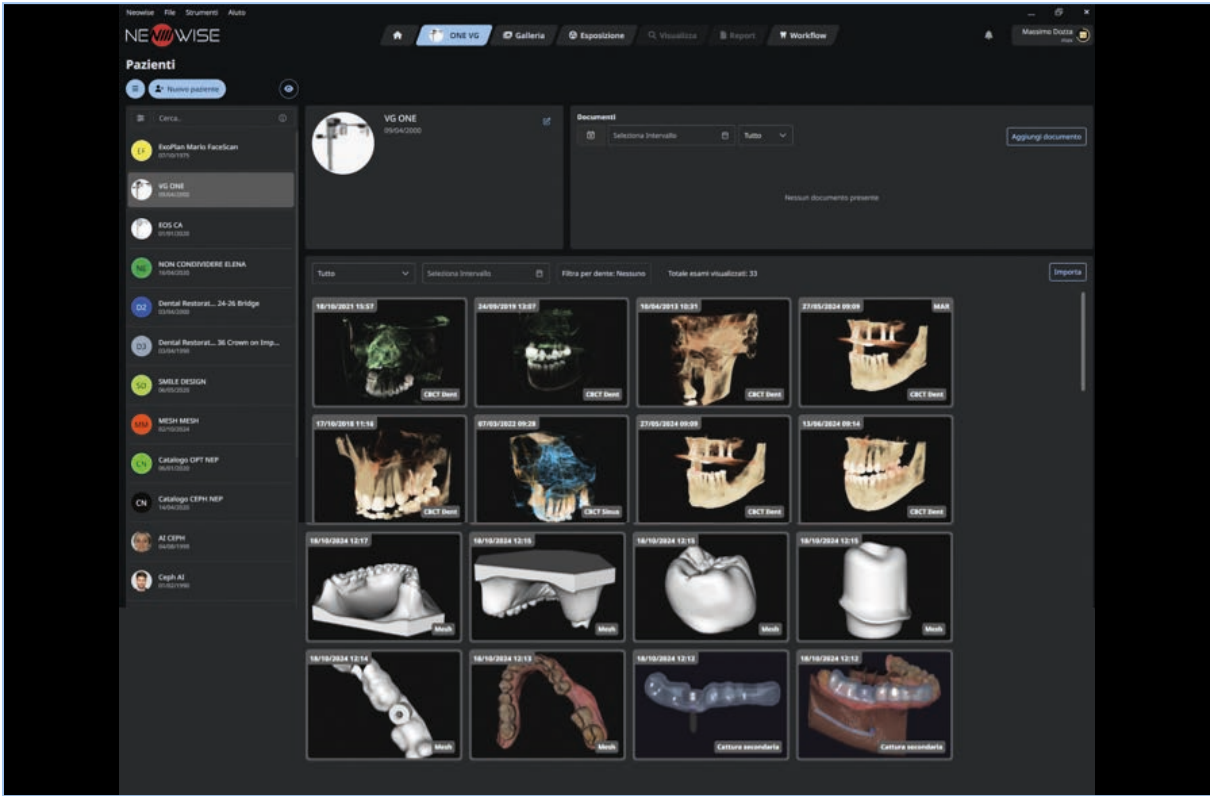 Neowise File Strumenti Aiuto
NEOWISE
ONE VG
Galleria
Esposizione
Visualizza
Report
Workflow
Massimo Dozza
Pazienti
Nuovo paziente
Cerca..
EF
ExoPlan Mario FaceScan
07/10/1975
VG ONE
09/04/2000
EOS CA
01/01/2020
NE
NON CONDIVIDERE ELENA
16/04/2020
D2
Dental Restorat... 24-26 Bridge
03/04/2000
D3
Dental Restorat... 36 Crown on Imp...
03/04/1990
SD
SMILE DESIGN
06/05/2020
MM
MESH MESH
02/10/2024
CN
Catalogo OPT NEP
06/01/2020
CN
Catalogo CEPH NEP
14/04/2020
AI CEPH
04/08/1990
Ceph AI
01/02/1990
VG ONE
09/04/2000
Documenti
Seleziona Intervallo
Tutto
Aggiungi documento
Nessun documento presente
Tutto
Seleziona Intervallo
Filtra per dente: Nessuno
Totale esami visualizzati: 33
Importa
18/10/2021 15:57
CBCT Dent
24/09/2019 13:07
CBCT Dent
10/04/2013 10:31
CBCT Dent
27/05/2024 09:09
MAR
CBCT Dent
17/10/2018 11:16
CBCT Dent
07/03/2022 09:28
CBCT Sinus
27/05/2024 09:09
CBCT Dent
13/06/2024 09:14
CBCT Dent
18/10/2024 12:17
Mesh
18/10/2024 12:15
Mesh
18/10/2024 12:15
Mesh
18/10/2024 12:15
Mesh
18/10/2024 12:14
Mesh
18/10/2024 12:13
Mesh
18/10/2024 12:12
Cattura secondaria
18/10/2024 12:12
Cattura secondaria